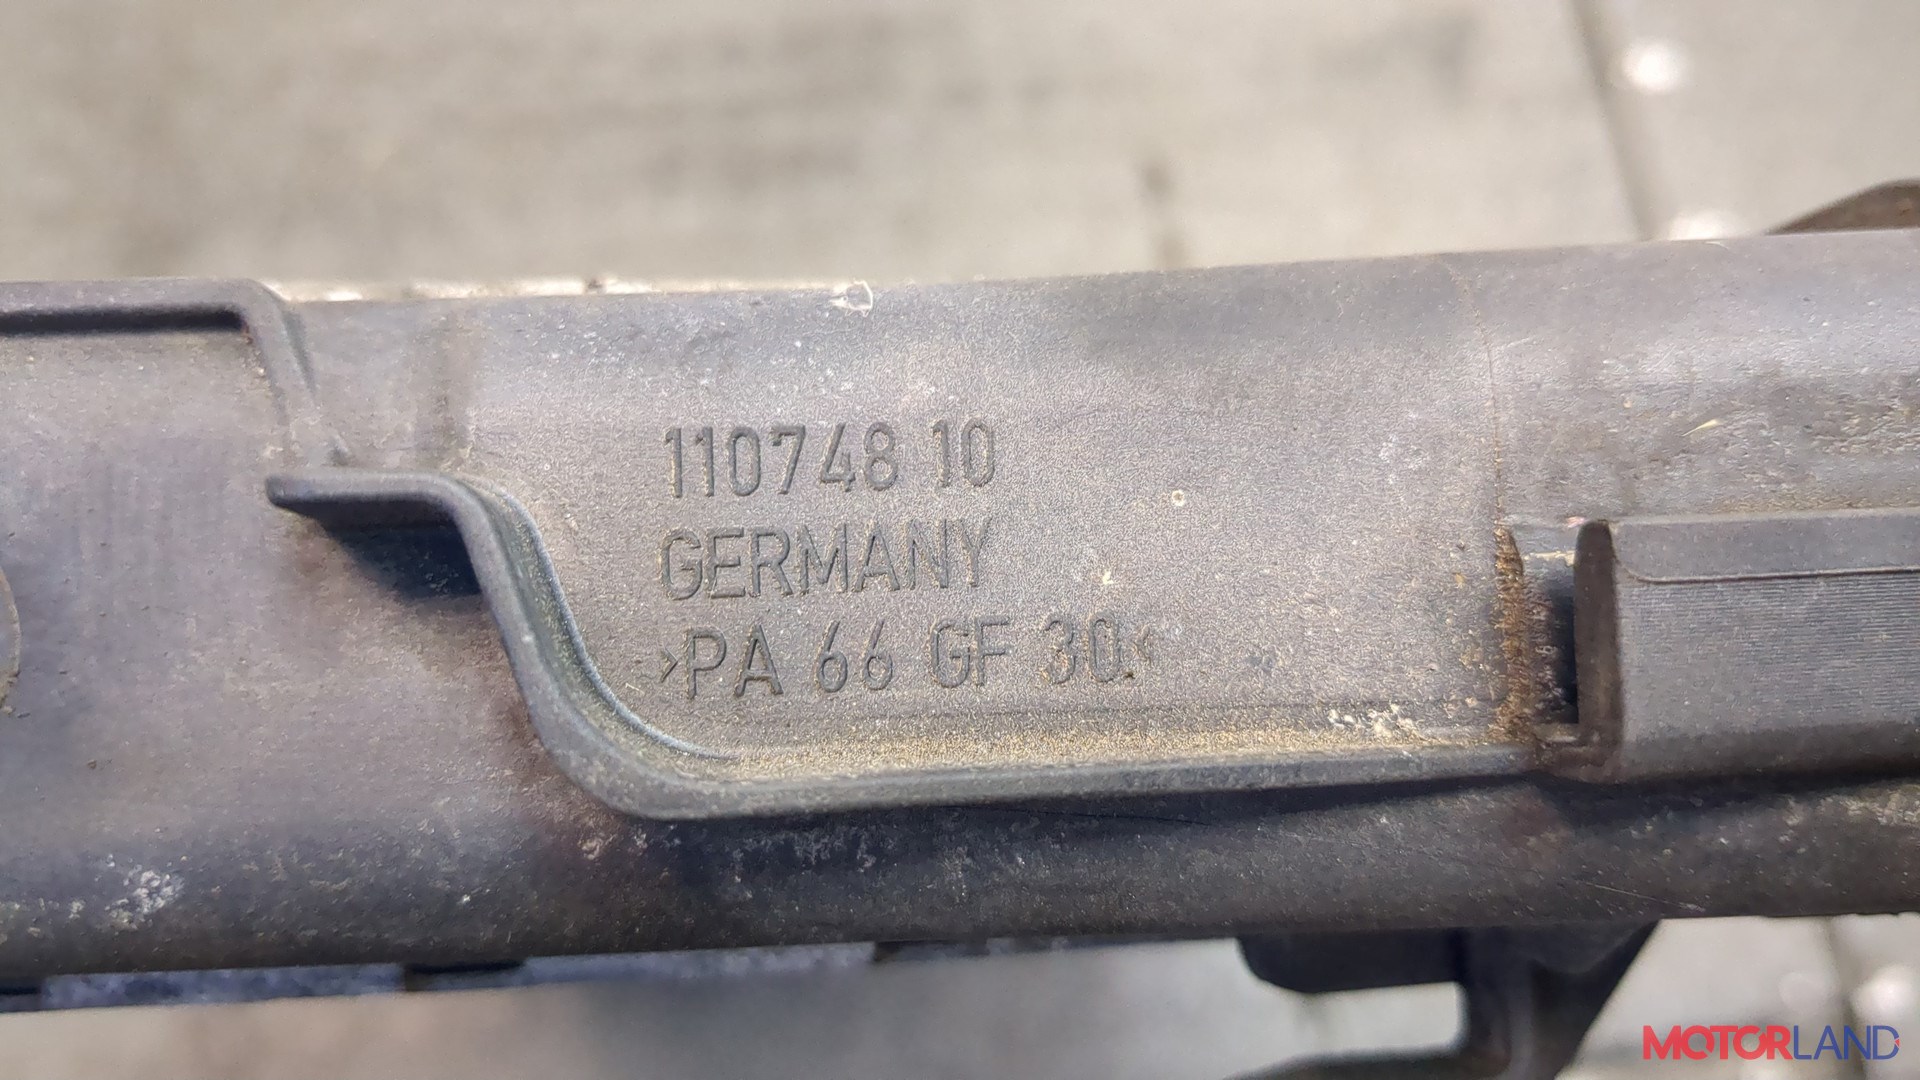 110748 10
GERMANY
>PA 66 GF 30<
MOTORLAND